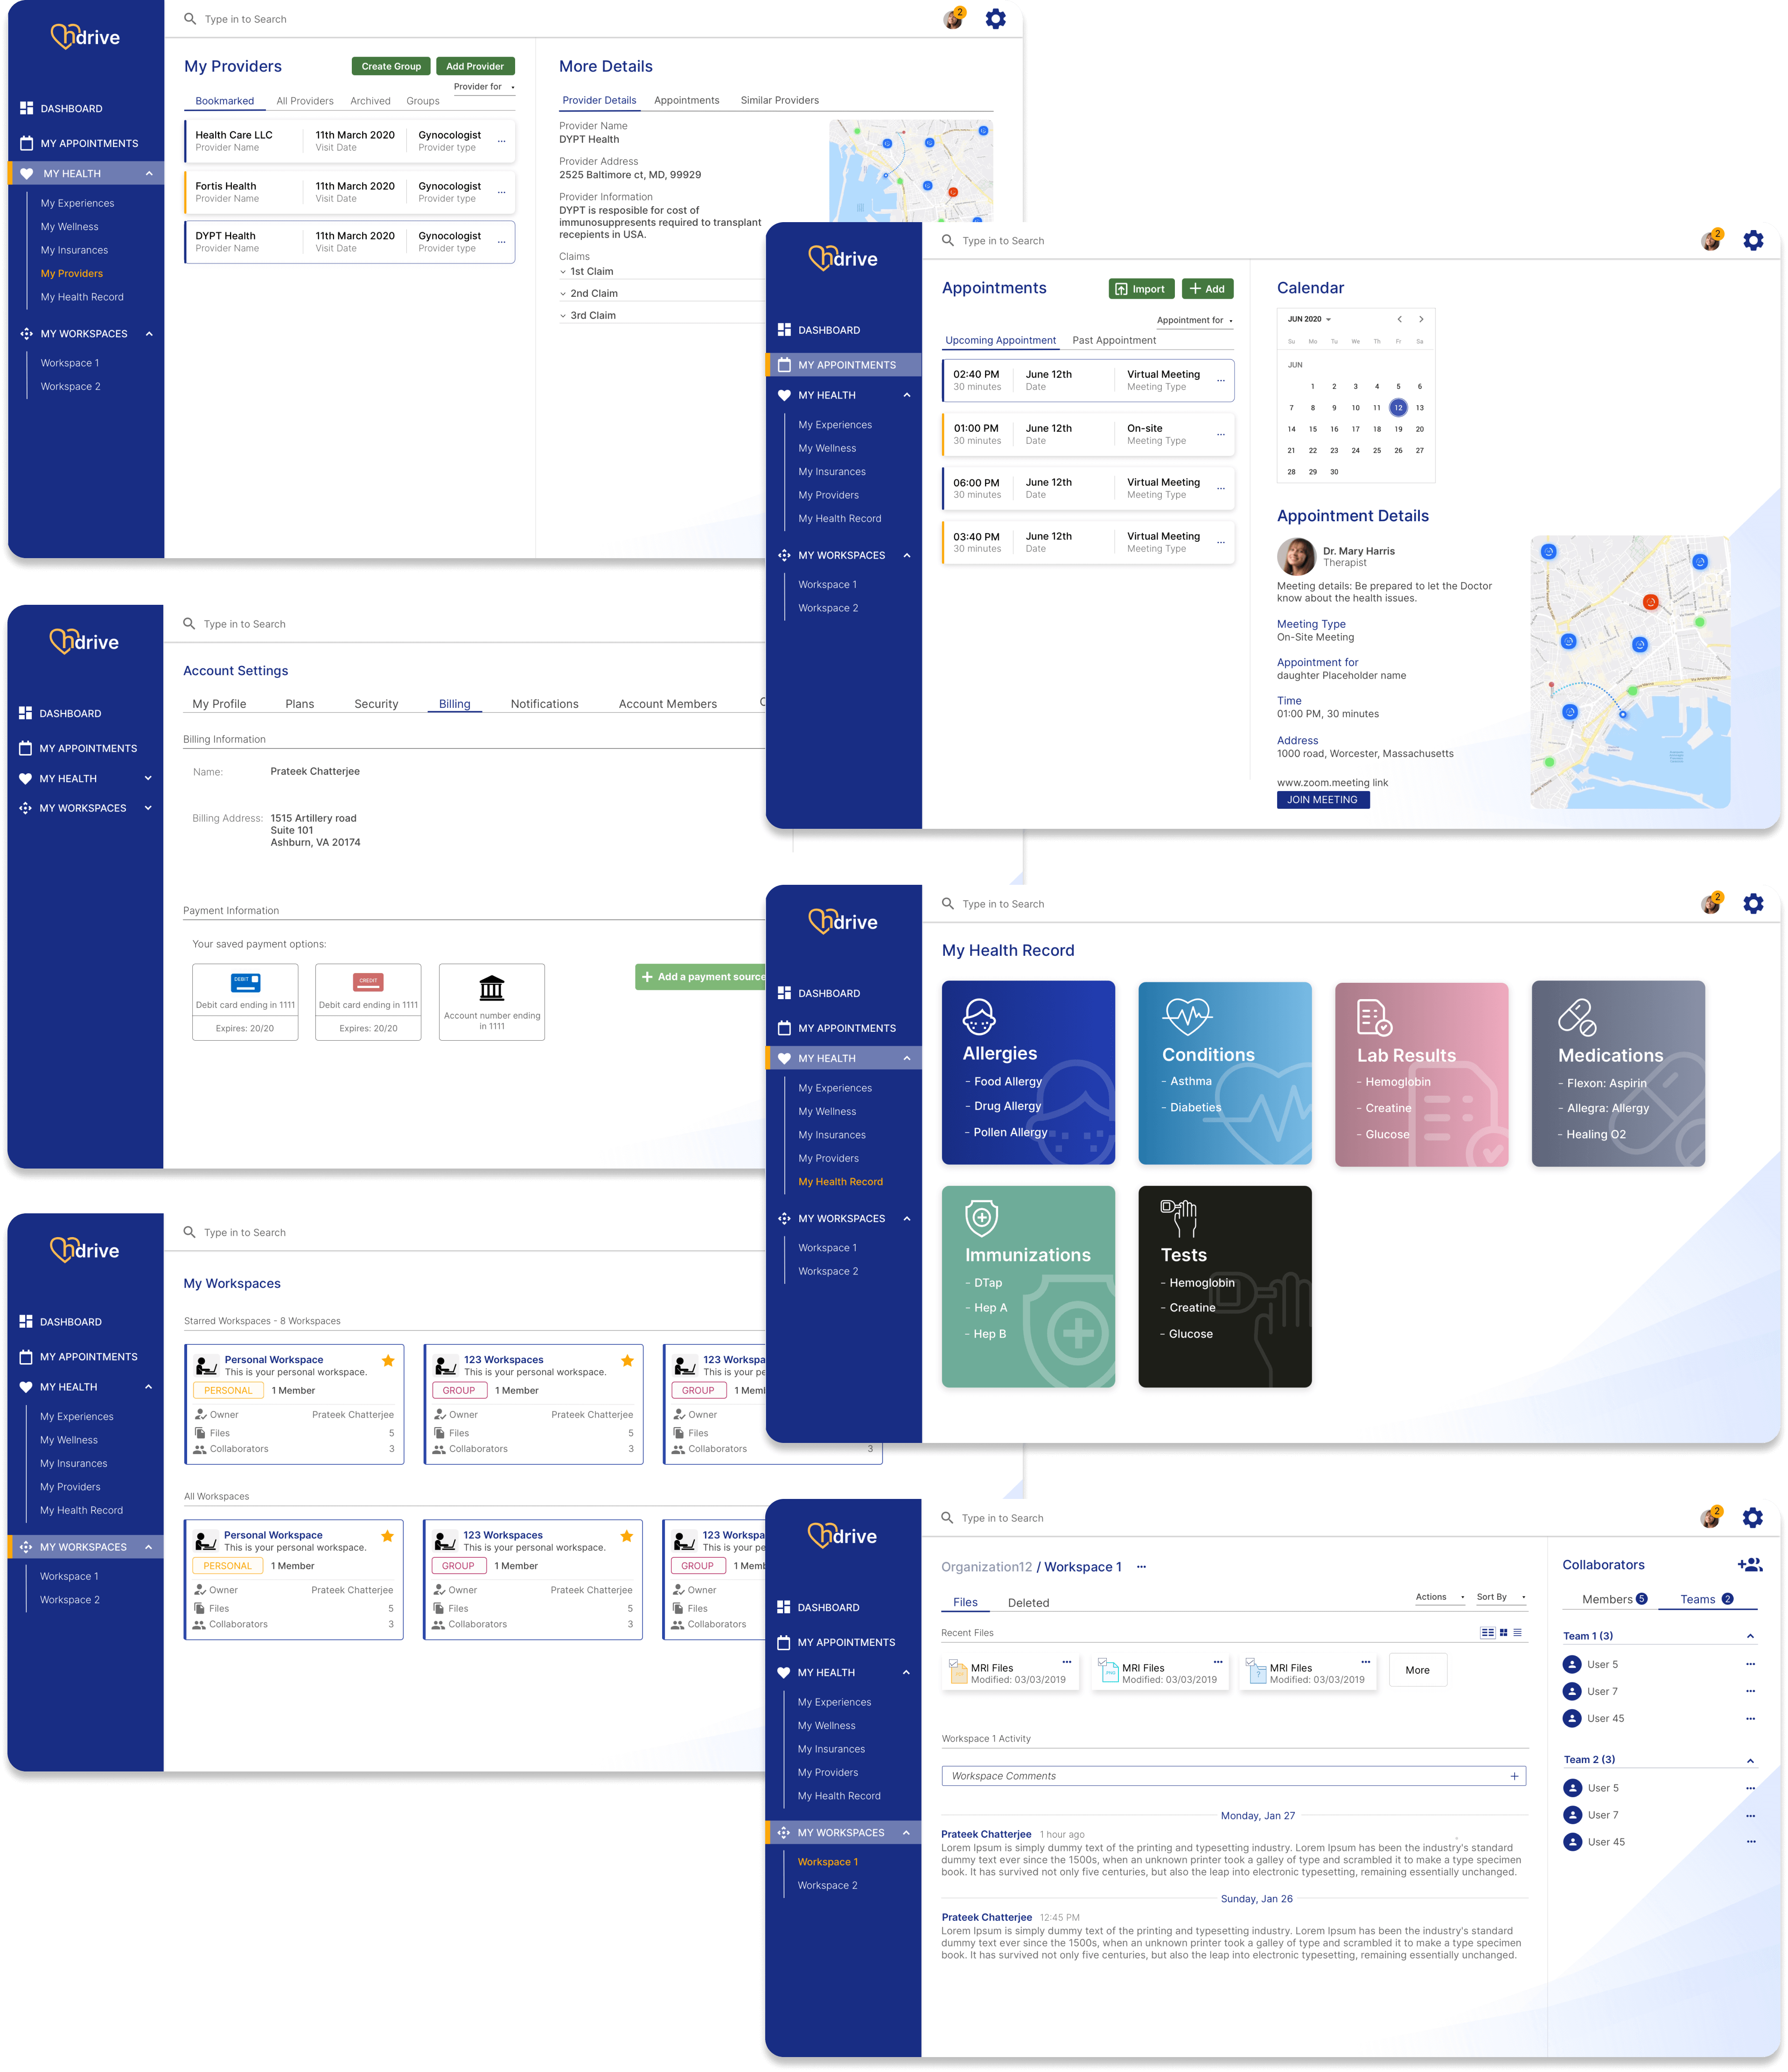 hdrive
Type in to Search
2
DASHBOARD
MY APPOINTMENTS
MY HEALTH
My Experiences
My Wellness
My Insurances
My Providers
My Health Record
MY WORKSPACES
Workspace 1
Workspace 2
My Providers
Create Group
Add Provider
Provider for
Bookmarked All Providers Archived Groups
Health Care LLC 11th March 2020 Gynocologist
Provider Name Visit Date Provider type
Fortis Health 11th March 2020 Gynocologist
Provider Name Visit Date Provider type
DYPT Health 11th March 2020 Gynocologist
Provider Name Visit Date Provider type
More Details
Provider Details Appointments Similar Providers
Provider Name
DYPT Health
Provider Address
2525 Baltimore ct, MD, 99929
Provider Information
DYPT is resposible for cost of
immunosuppresents required to transplant
recepients in USA.
Claims
1st Claim
2nd Claim
3rd Claim
hdrive
Type in to Search
2
DASHBOARD
MY APPOINTMENTS
MY HEALTH
My Experiences
My Wellness
My Insurances
My Providers
My Health Record
MY WORKSPACES
Workspace 1
Workspace 2
Appointments
Import
+ Add
Appointment for
Upcoming Appointment Past Appointment
02:40 PM June 12th Virtual Meeting
30 minutes Date Meeting Type
01:00 PM June 12th On-site
30 minutes Date Meeting Type
06:00 PM June 12th Virtual Meeting
30 minutes Date Meeting Type
03:40 PM June 12th Virtual Meeting
30 minutes Date Meeting Type
Calendar
JUN 2020
Su Mo Tu We Th Fr Sa
JUN
1 2 3 4 5 6
7 8 9 10 11 12 13
14 15 16 17 18 19 20
21 22 23 24 25 26 27
28 29 30
Appointment Details
Dr. Mary Harris
Therapist
Meeting details: Be prepared to let the Doctor
know about the health issues.
Meeting Type
On-Site Meeting
Appointment for
daughter Placeholder name
Time
01:00 PM, 30 minutes
Address
1000 road, Worcester, Massachusetts
www.zoom.meeting link
JOIN MEETING
hdrive
Type in to Search
DASHBOARD
MY APPOINTMENTS
MY HEALTH
MY WORKSPACES
Account Settings
My Profile Plans Security Billing Notifications Account Members
Billing Information
Name: Prateek Chatterjee
Billing Address: 1515 Artillery road
Suite 101
Ashburn, VA 20174
Payment Information
Your saved payment options:
DEBIT
Debit card ending in 1111
Expires: 20/20
CREDIT
Debit card ending in 1111
Expires: 20/20
Account number ending
in 1111
+ Add a payment source
hdrive
Type in to Search
2
DASHBOARD
MY APPOINTMENTS
MY HEALTH
My Experiences
My Wellness
My Insurances
My Providers
My Health Record
MY WORKSPACES
Workspace 1
Workspace 2
My Health Record
Allergies
- Food Allergy
- Drug Allergy
- Pollen Allergy
Conditions
- Asthma
- Diabeties
Lab Results
- Hemoglobin
- Creatine
- Glucose
Medications
- Flexon: Aspirin
- Allegra: Allergy
- Healing O2
Immunizations
- DTap
- Hep A
- Hep B
Tests
- Hemoglobin
- Creatine
- Glucose
hdrive
Type in to Search
DASHBOARD
MY APPOINTMENTS
MY HEALTH
My Experiences
My Wellness
My Insurances
My Providers
My Health Record
MY WORKSPACES
Workspace 1
Workspace 2
My Workspaces
Starred Workspaces - 8 Workspaces
Personal Workspace
This is your personal workspace.
PERSONAL 1 Member
Owner Prateek Chatterjee
Files 5
Collaborators 3
123 Workspaces
This is your personal workspace.
GROUP 1 Member
Owner Prateek Chatterjee
Files 5
Collaborators 3
123 Workspa
This is your pe
GROUP 1 Meml
Owner
Files
Collaborators 3
All Workspaces
Personal Workspace
This is your personal workspace.
PERSONAL 1 Member
Owner Prateek Chatterjee
Files 5
Collaborators 3
123 Workspaces
This is your personal workspace.
GROUP 1 Member
Owner Prateek Chatterjee
Files 5
Collaborators 3
123 Workspa
This is your pe
GROUP 1 Memb
Owner
Files
Collaborators
hdrive
Type in to Search
2
DASHBOARD
MY APPOINTMENTS
MY HEALTH
My Experiences
My Wellness
My Insurances
My Providers
My Health Record
MY WORKSPACES
Workspace 1
Workspace 2
Organization12 / Workspace 1
Files Deleted
Actions Sort By
Recent Files
MRI Files
Modified: 03/03/2019
PNG
MRI Files
Modified: 03/03/2019
?
MRI Files
Modified: 03/03/2019
More
Workspace 1 Activity
Workspace Comments +
Monday, Jan 27
Prateek Chatterjee 1 hour ago
Lorem Ipsum is simply dummy text of the printing and typesetting industry. Lorem Ipsum has been the industry's standard
dummy text ever since the 1500s, when an unknown printer took a galley of type and scrambled it to make a type specimen
book. It has survived not only five centuries, but also the leap into electronic typesetting, remaining essentially unchanged.
Sunday, Jan 26
Prateek Chatterjee 12:45 PM
Lorem Ipsum is simply dummy text of the printing and typesetting industry. Lorem Ipsum has been the industry's standard
dummy text ever since the 1500s, when an unknown printer took a galley of type and scrambled it to make a type specimen
book. It has survived not only five centuries, but also the leap into electronic typesetting, remaining essentially unchanged.
Collaborators
Members 5 Teams 2
Team 1 (3)
User 5
User 7
User 45
Team 2 (3)
User 5
User 7
User 45